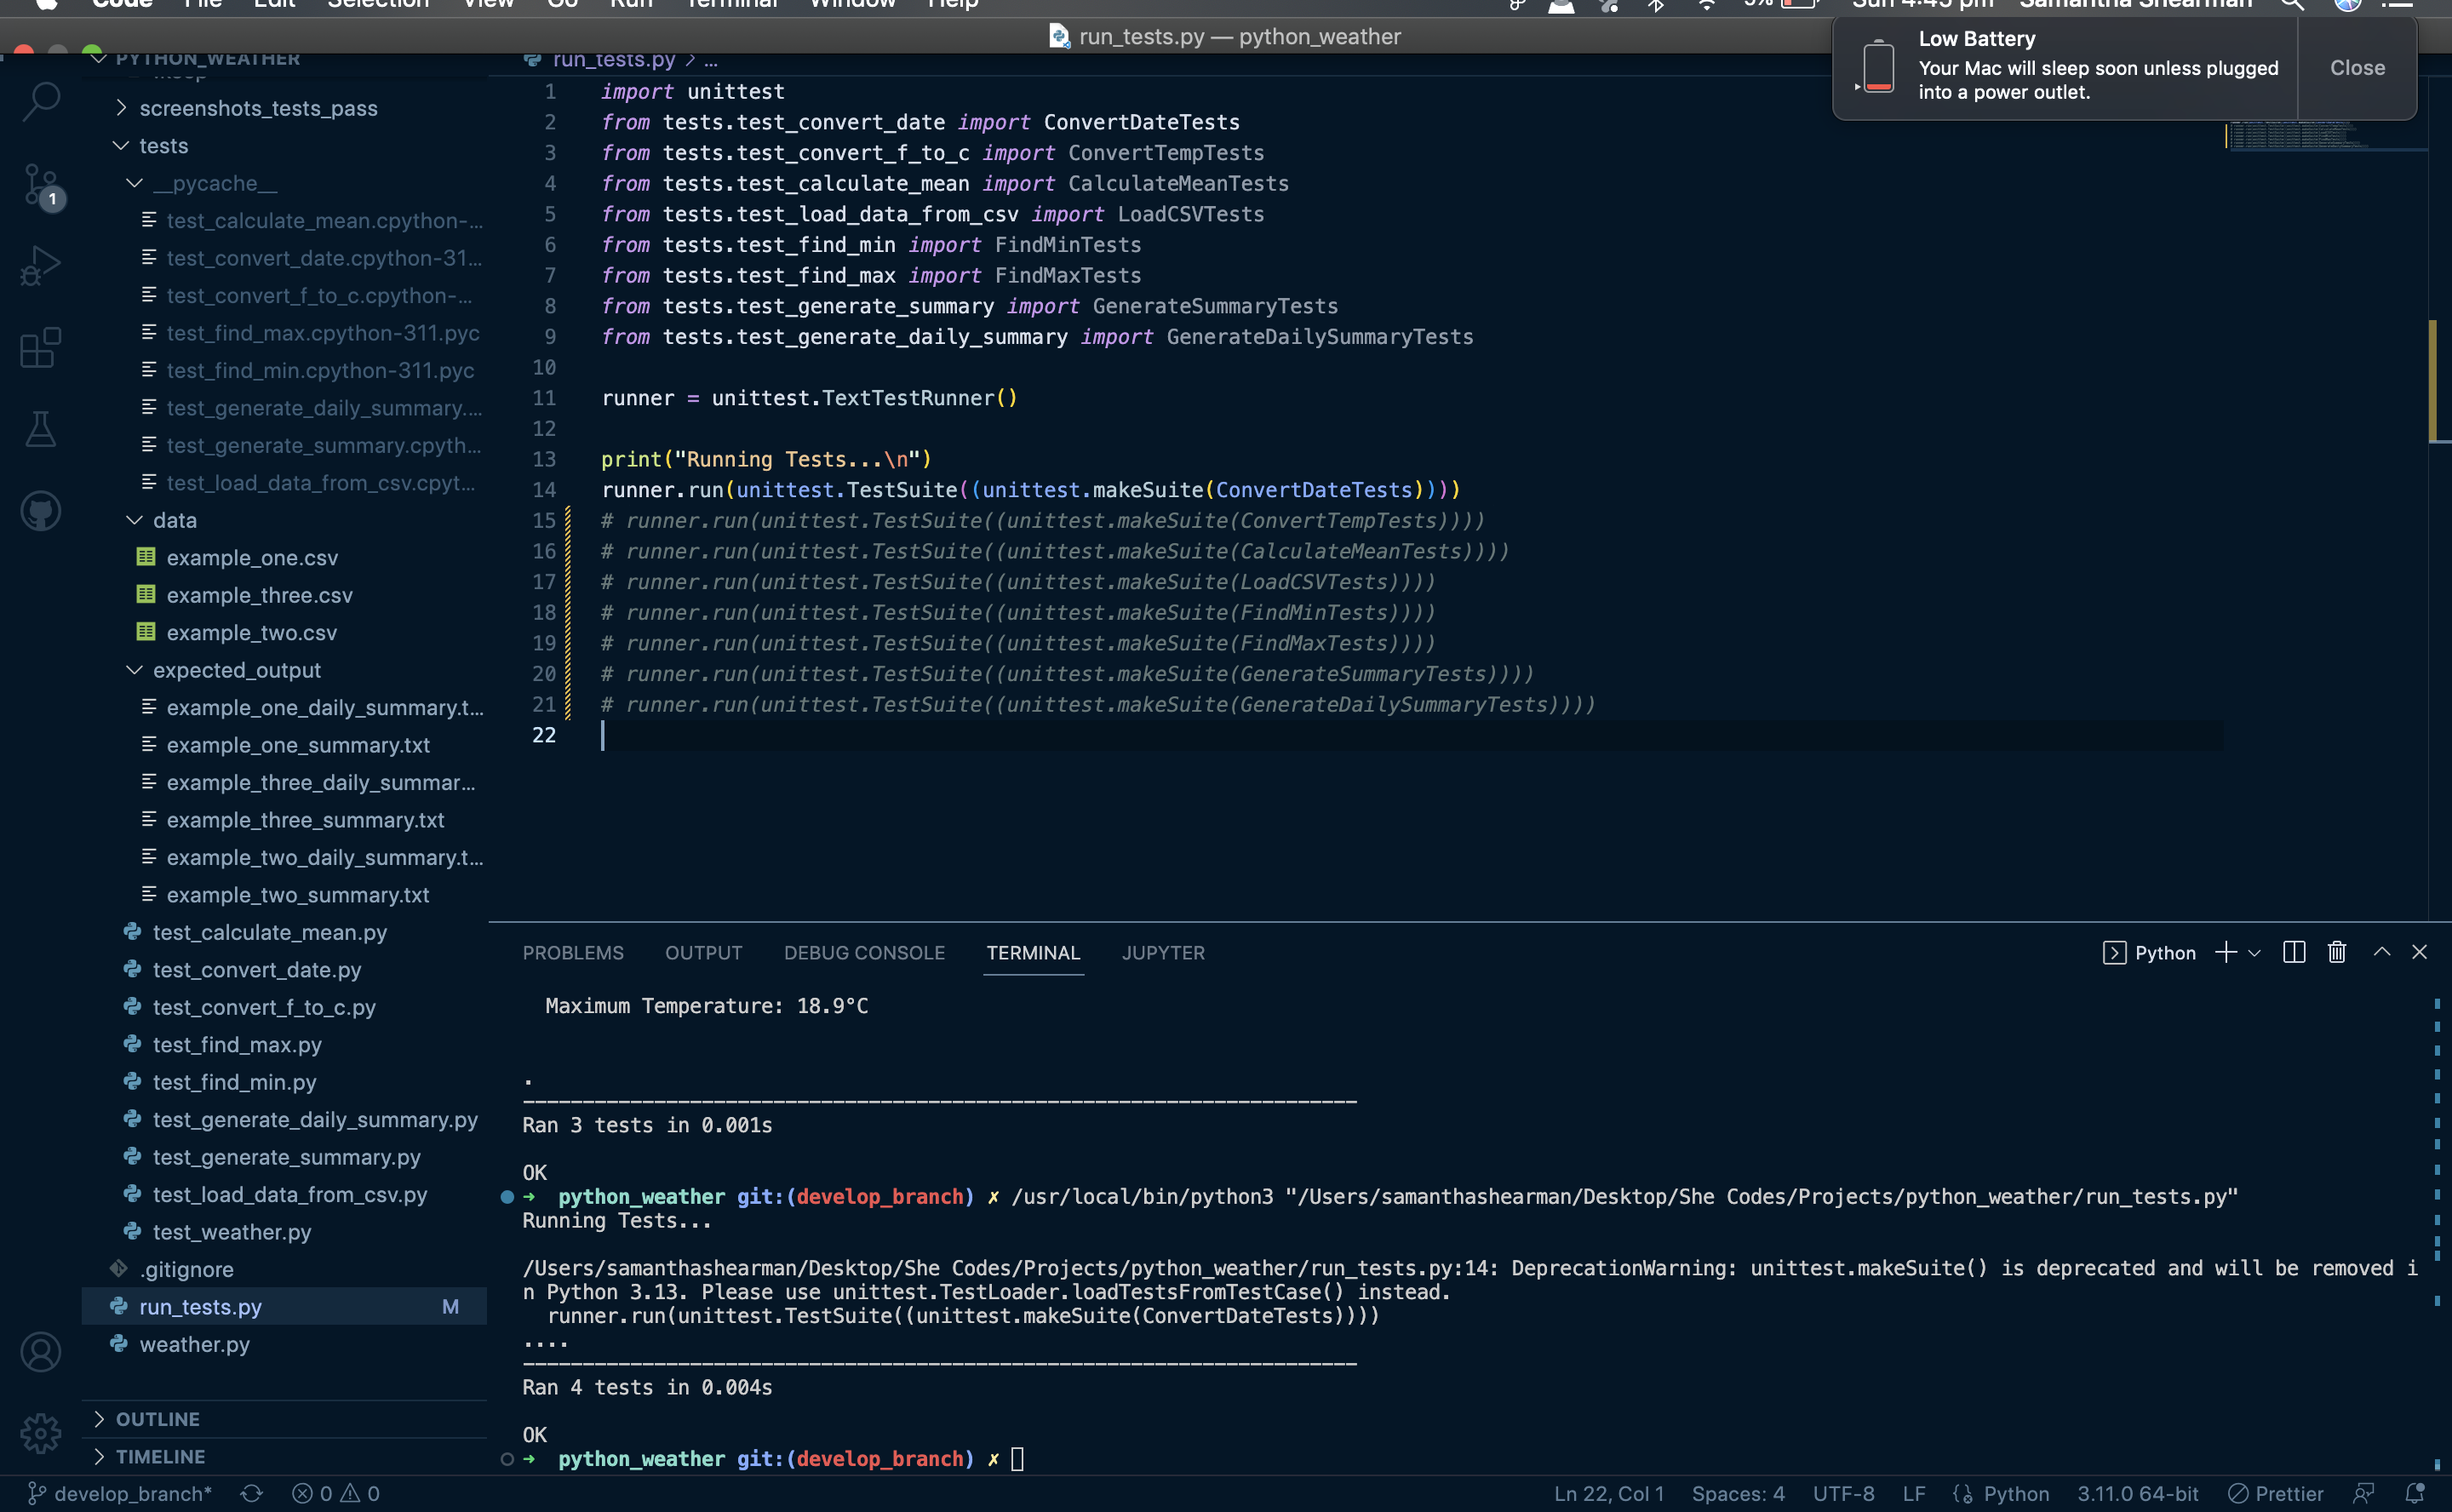 Code File Edit Selection View Go Run Terminal Window Help 5% Sun 4:45 pm Samantha Shearman
run_tests.py — python_weather
Low Battery
Your Mac will sleep soon unless plugged
into a power outlet.
Close
PYTHON_WEATHER
screenshots_tests_pass
tests
__pycache__
test_calculate_mean.cpython-...
test_convert_date.cpython-31...
test_convert_f_to_c.cpython-...
test_find_max.cpython-311.pyc
test_find_min.cpython-311.pyc
test_generate_daily_summary....
test_generate_summary.cpyth...
test_load_data_from_csv.cpyt...
data
example_one.csv
example_three.csv
example_two.csv
expected_output
example_one_daily_summary.t...
example_one_summary.txt
example_three_daily_summar...
example_three_summary.txt
example_two_daily_summary.t...
example_two_summary.txt
test_calculate_mean.py
test_convert_date.py
test_convert_f_to_c.py
test_find_max.py
test_find_min.py
test_generate_daily_summary.py
test_generate_summary.py
test_load_data_from_csv.py
test_weather.py
.gitignore
run_tests.py M
weather.py
OUTLINE
TIMELINE
1
run_tests.py > ...
1 import unittest
2 from tests.test_convert_date import ConvertDateTests
3 from tests.test_convert_f_to_c import ConvertTempTests
4 from tests.test_calculate_mean import CalculateMeanTests
5 from tests.test_load_data_from_csv import LoadCSVTests
6 from tests.test_find_min import FindMinTests
7 from tests.test_find_max import FindMaxTests
8 from tests.test_generate_summary import GenerateSummaryTests
9 from tests.test_generate_daily_summary import GenerateDailySummaryTests
10
11 runner = unittest.TextTestRunner()
12
13 print("Running Tests...\n")
14 runner.run(unittest.TestSuite((unittest.makeSuite(ConvertDateTests))))
15 # runner.run(unittest.TestSuite((unittest.makeSuite(ConvertTempTests))))
16 # runner.run(unittest.TestSuite((unittest.makeSuite(CalculateMeanTests))))
17 # runner.run(unittest.TestSuite((unittest.makeSuite(LoadCSVTests))))
18 # runner.run(unittest.TestSuite((unittest.makeSuite(FindMinTests))))
19 # runner.run(unittest.TestSuite((unittest.makeSuite(FindMaxTests))))
20 # runner.run(unittest.TestSuite((unittest.makeSuite(GenerateSummaryTests))))
21 # runner.run(unittest.TestSuite((unittest.makeSuite(GenerateDailySummaryTests))))
22
PROBLEMS OUTPUT DEBUG CONSOLE TERMINAL JUPYTER Python
Maximum Temperature: 18.9°C
.
----------------------------------------------------------------------
Ran 3 tests in 0.001s
OK
➜ python_weather git:(develop_branch) ✗ /usr/local/bin/python3 "/Users/samanthashearman/Desktop/She Codes/Projects/python_weather/run_tests.py"
Running Tests...
/Users/samanthashearman/Desktop/She Codes/Projects/python_weather/run_tests.py:14: DeprecationWarning: unittest.makeSuite() is deprecated and will be removed i
n Python 3.13. Please use unittest.TestLoader.loadTestsFromTestCase() instead.
runner.run(unittest.TestSuite((unittest.makeSuite(ConvertDateTests))))
....
----------------------------------------------------------------------
Ran 4 tests in 0.004s
OK
➜ python_weather git:(develop_branch) ✗
develop_branch* 0 0 Ln 22, Col 1 Spaces: 4 UTF-8 LF Python 3.11.0 64-bit Prettier